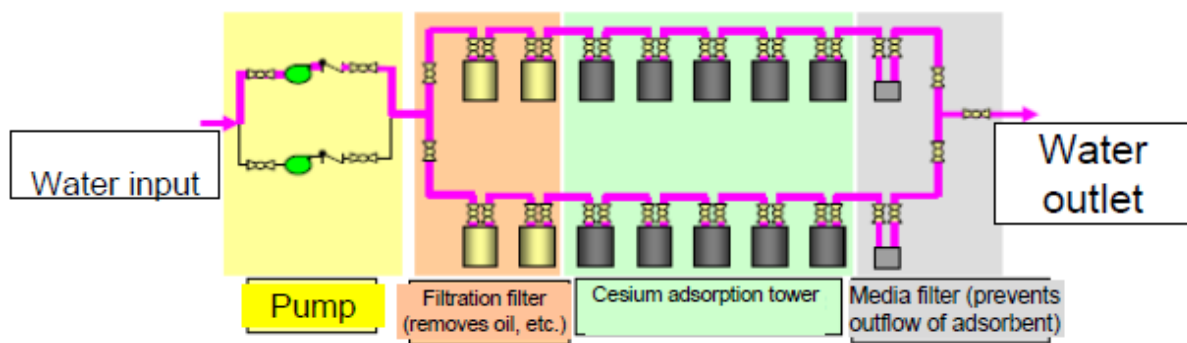 Water input
Pump
Filtration filter
(removes oil, etc.)
Cesium adsorption tower
Media filter (prevents
outflow of adsorbent)
Water
outlet